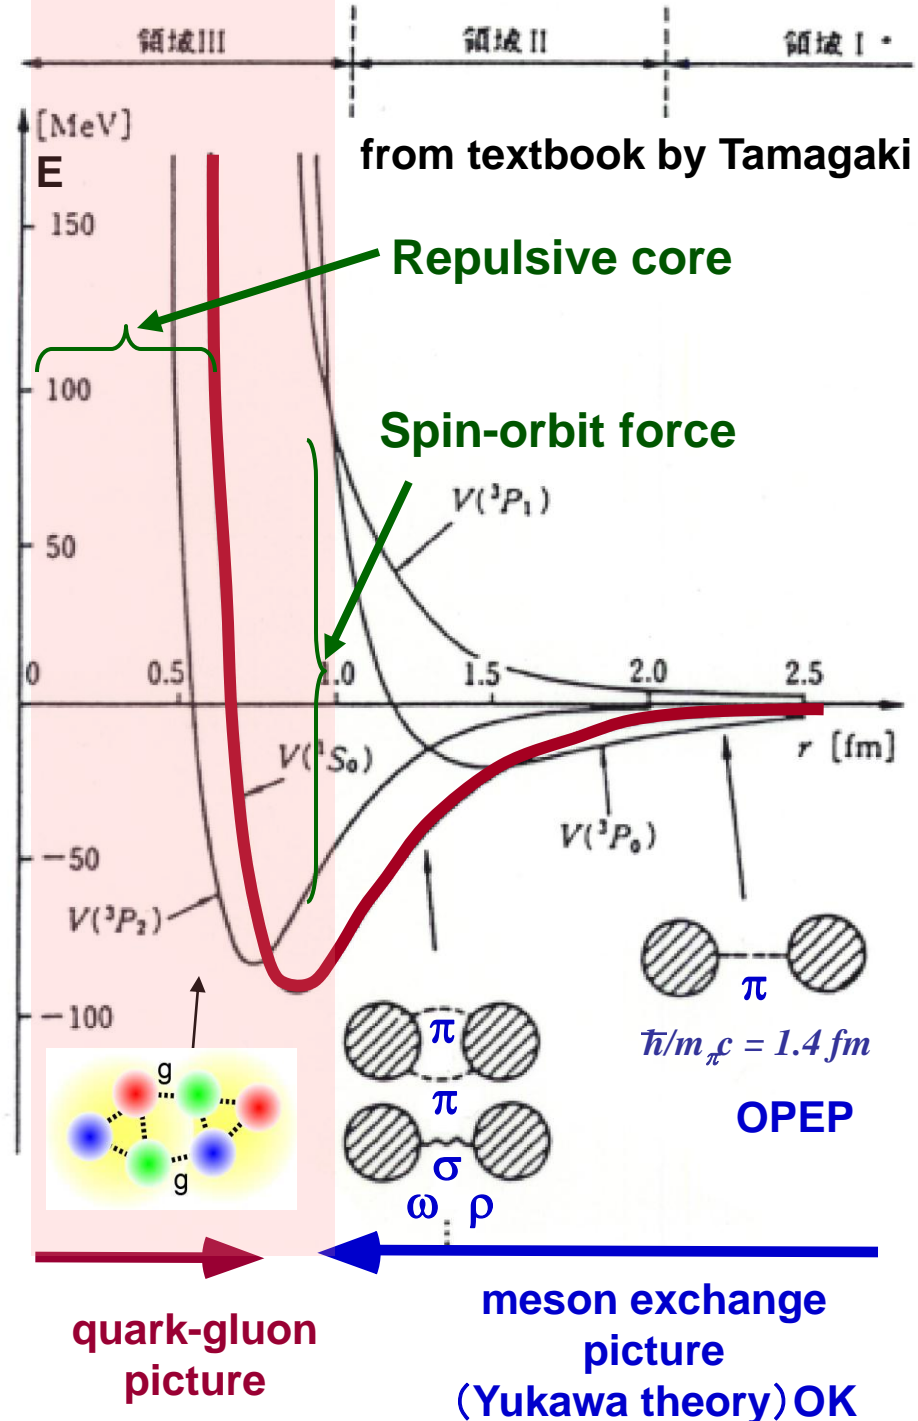 領域III 領域II 領域I
[MeV]
E
from textbook by Tamagaki
150
Repulsive core
100
Spin-orbit force
V(³P₁)
50
0 0.5 1.0 1.5 2.0 2.5
r [fm]
V(¹S₀)
V(³P₀)
−50
V(³P₂)
−100
π
π
π
ħ/mπc = 1.4 fm
OPEP
g
g
σ
ω ρ
quark-gluon
picture
meson exchange
picture
（Yukawa theory）OK